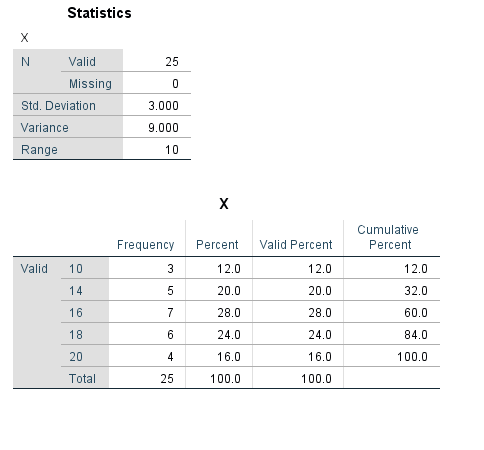 Statistics
X
N Valid 25
Missing 0
Std. Deviation 3.000
Variance 9.000
Range 10
X
Frequency Percent Valid Percent Cumulative Percent
Valid 10 3 12.0 12.0 12.0
14 5 20.0 20.0 32.0
16 7 28.0 28.0 60.0
18 6 24.0 24.0 84.0
20 4 16.0 16.0 100.0
Total 25 100.0 100.0